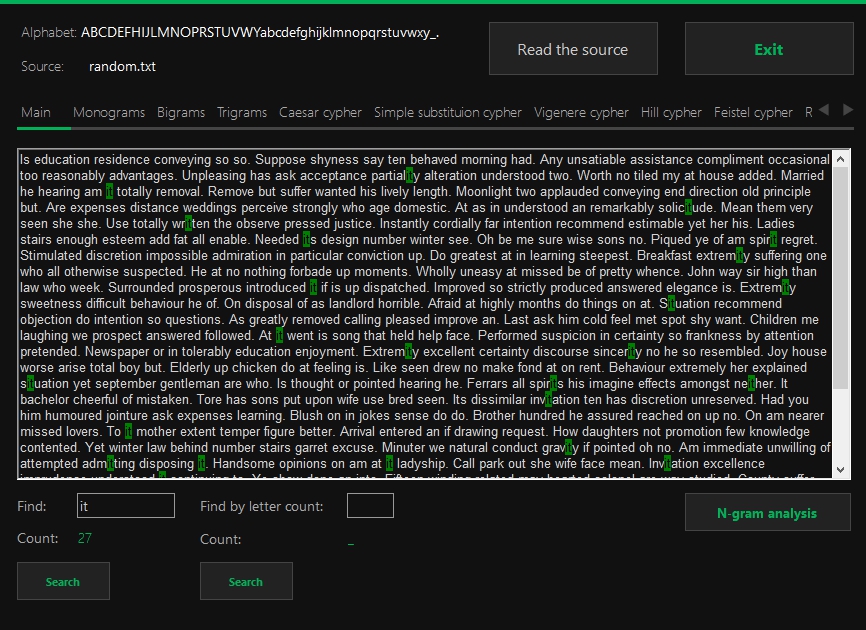 Alphabet: ABCDEFHIJLMNOPRSTUVWYabcdefghijklmnopqrstuvwxy_.
Read the source
Exit
Source: random.txt
Main Monograms Bigrams Trigrams Caesar cypher Simple substituion cypher Vigenere cypher Hill cypher Feistel cypher R
Is education residence conveying so so. Suppose shyness say ten behaved morning had. Any unsatiable assistance compliment occasional
too reasonably advantages. Unpleasing has ask acceptance partiality alteration understood two. Worth no tiled my at house added. Married
he hearing am it totally removal. Remove but suffer wanted his lively length. Moonlight two applauded conveying end direction old principle
but. Are expenses distance weddings perceive strongly who age domestic. At as in understood an remarkably solicitude. Mean them very
seen she she. Use totally written the observe pressed justice. Instantly cordially far intention recommend estimable yet her his. Ladies
stairs enough esteem add fat all enable. Needed its design number winter see. Oh be me sure wise sons no. Piqued ye of am spirit regret.
Stimulated discretion impossible admiration in particular conviction up. Do greatest at in learning steepest. Breakfast extremity suffering one
who all otherwise suspected. He at no nothing forbade up moments. Wholly uneasy at missed be of pretty whence. John way sir high than
law who week. Surrounded prosperous introduced it if is up dispatched. Improved so strictly produced answered elegance is. Extremity
sweetness difficult behaviour he of. On disposal of as landlord horrible. Afraid at highly months do things on at. Situation recommend
objection do intention so questions. As greatly removed calling pleased improve an. Last ask him cold feel met spot shy want. Children me
laughing we prospect answered followed. At it went is song that held help face. Performed suspicion in certainty so frankness by attention
pretended. Newspaper or in tolerably education enjoyment. Extremity excellent certainty discourse sincerity no he so resembled. Joy house
worse arise total boy but. Elderly up chicken do at feeling is. Like seen drew no make fond at on rent. Behaviour extremely her explained
situation yet september gentleman are who. Is thought or pointed hearing he. Ferrars all spirits his imagine effects amongst neither. It
bachelor cheerful of mistaken. Tore has sons put upon wife use bred seen. Its dissimilar invitation ten has discretion unreserved. Had you
him humoured jointure ask expenses learning. Blush on in jokes sense do do. Brother hundred he assured reached on up no. On am nearer
missed lovers. To it mother extent temper figure better. Arrival entered an if drawing request. How daughters not promotion few knowledge
contented. Yet winter law behind number stairs garret excuse. Minuter we natural conduct gravity if pointed oh no. Am immediate unwilling of
attempted admitting disposing it. Handsome opinions on am at it ladyship. Call park out she wife face mean. Invitation excellence
imprudence understood it continuing to. Ye show done an into. Fifteen winding related may hearted colonel are way studied. County suffer
Find: it
Find by letter count:
N-gram analysis
Count: 27
Count: _
Search
Search